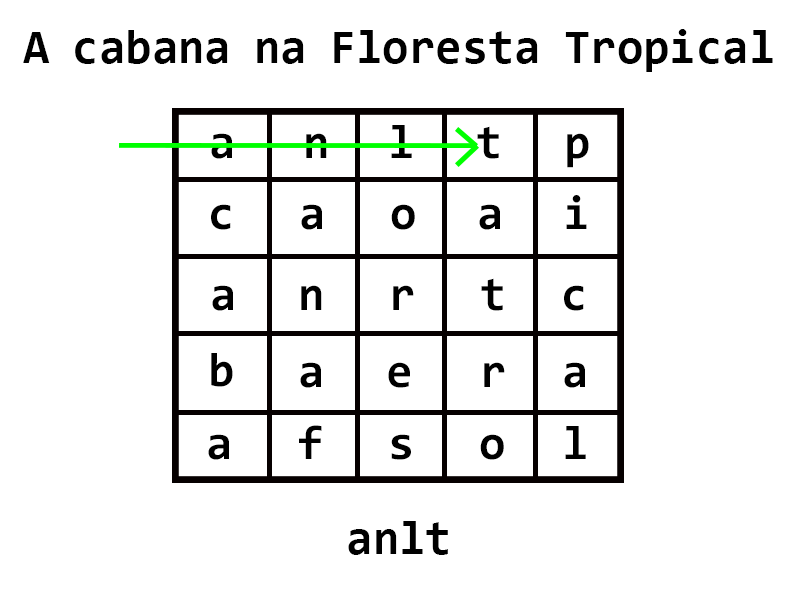 A cabana na Floresta Tropical
a n l t p
c a o a i
a n r t c
b a e r a
a f s o l
anlt